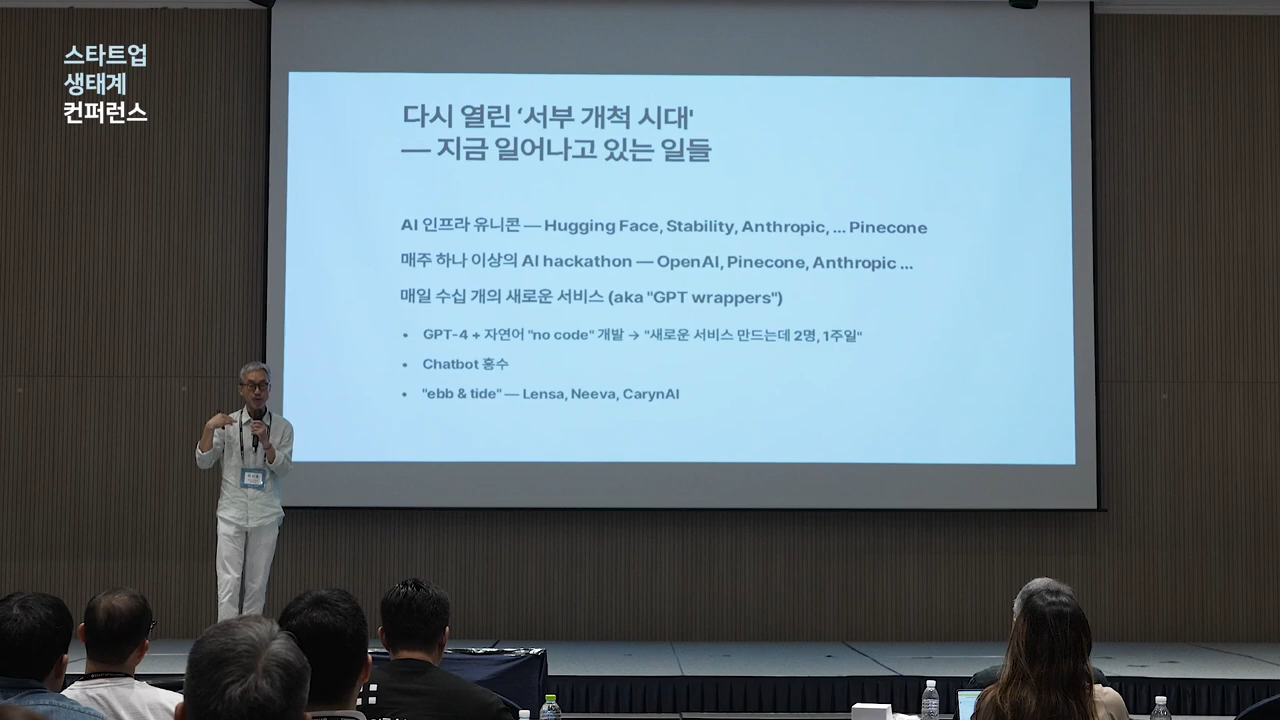 스타트업
생태계
컨퍼런스
다시 열린 ‘서부 개척 시대'
— 지금 일어나고 있는 일들
AI 인프라 유니콘 — Hugging Face, Stability, Anthropic, ... Pinecone
매주 하나 이상의 AI hackathon — OpenAI, Pinecone, Anthropic ...
매일 수십 개의 새로운 서비스 (aka "GPT wrappers")
• GPT-4 + 자연어 "no code" 개발 → "새로운 서비스 만드는데 2명, 1주일"
• Chatbot 홍수
• "ebb & tide" — Lensa, Neeva, CarynAI